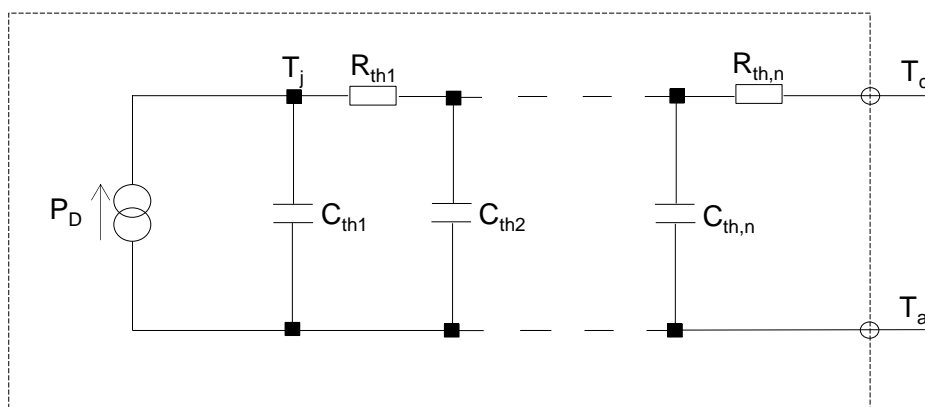 T_j
R_th1
R_th,n
T_c
P_D
C_th1
C_th2
C_th,n
T_a